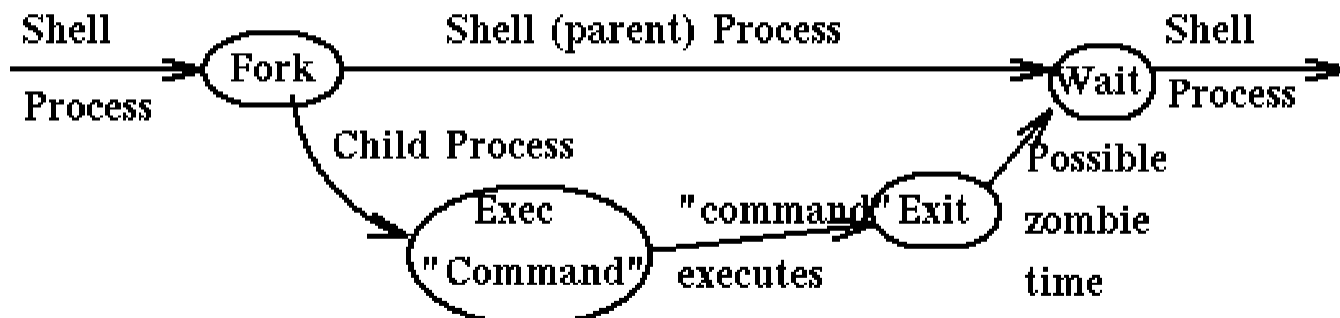 Shell
Process
Fork
Shell (parent) Process
Wait
Shell
Process
Child Process
Exec
"Command"
"command"
executes
Exit
Possible
zombie
time